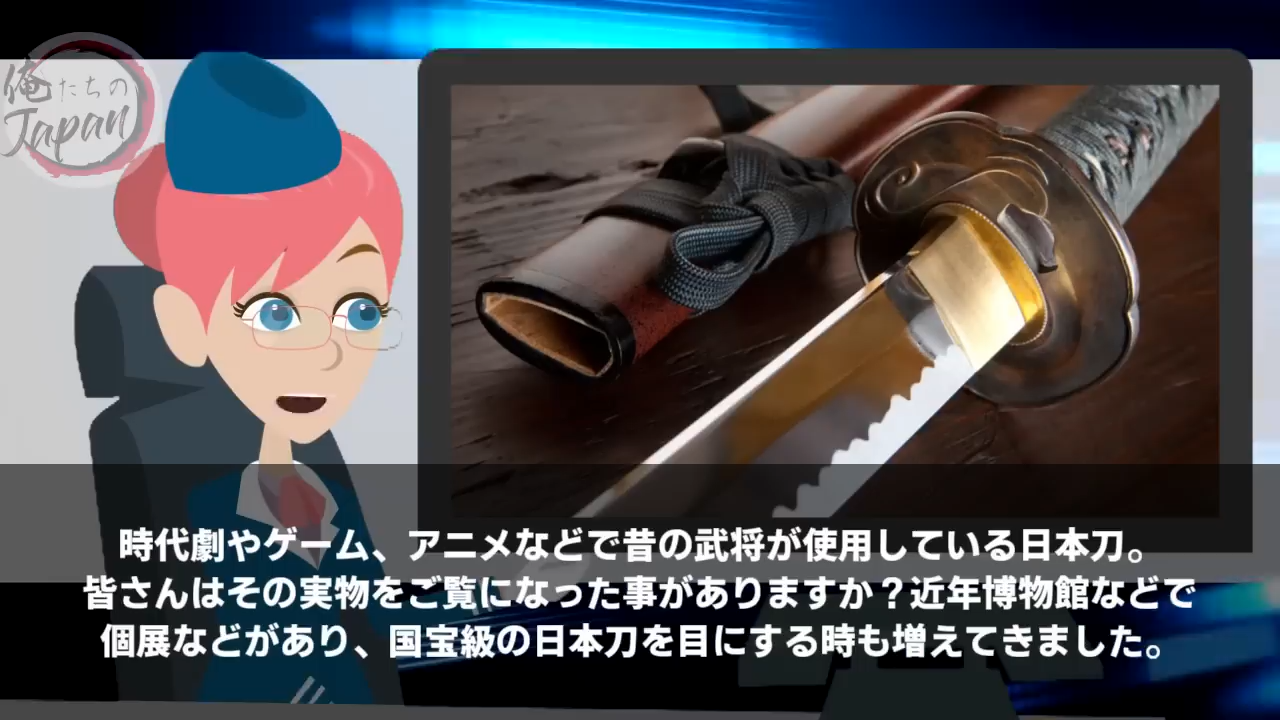 俺たちの
Japan
時代劇やゲーム、アニメなどで昔の武将が使用している日本刀。
皆さんはその実物をご覧になった事がありますか？近年博物館などで
個展などがあり、国宝級の日本刀を目にする時も増えてきました。